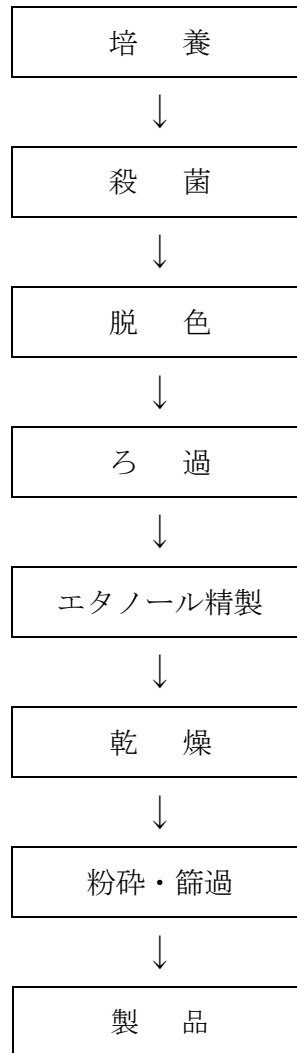 培　養
↓
殺　菌
↓
脱　色
↓
ろ　過
↓
エタノール精製
↓
乾　燥
↓
粉砕・篩過
↓
製　品